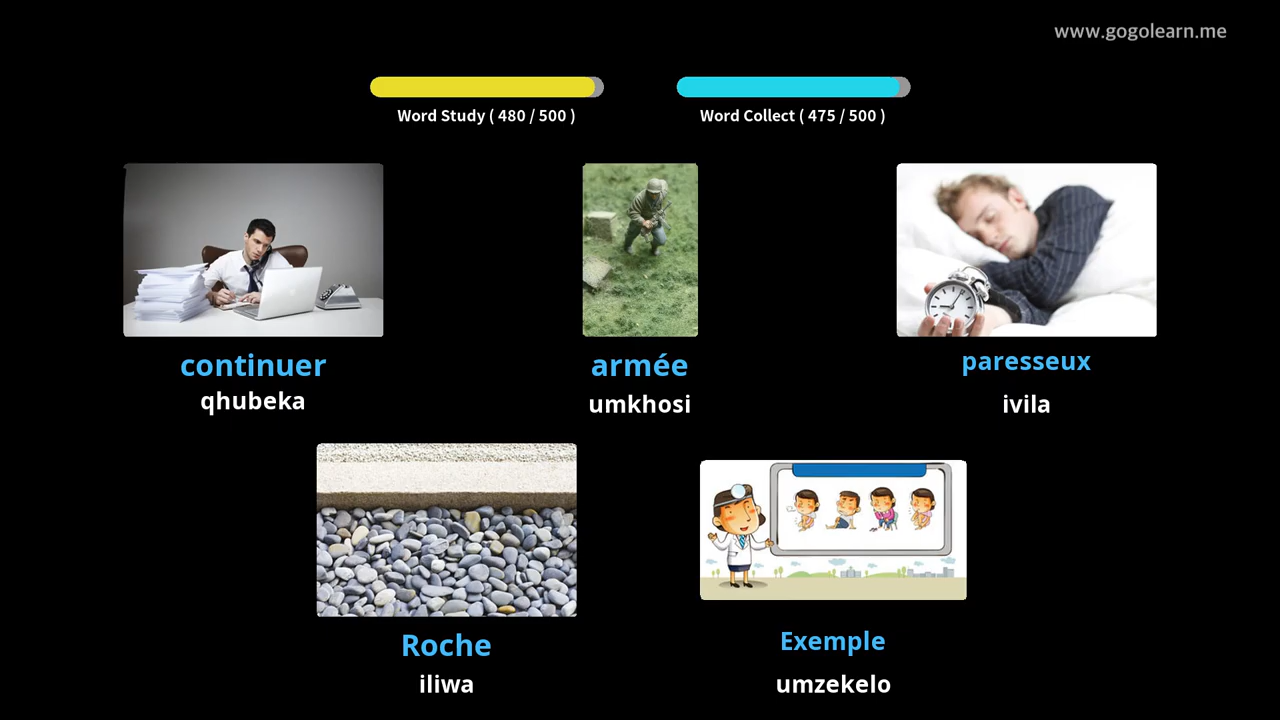 www.gogolearn.me
Word Study ( 480 / 500 )
Word Collect ( 475 / 500 )
continuer
qhubeka
armée
umkhosi
paresseux
ivila
Roche
iliwa
Exemple
umzekelo